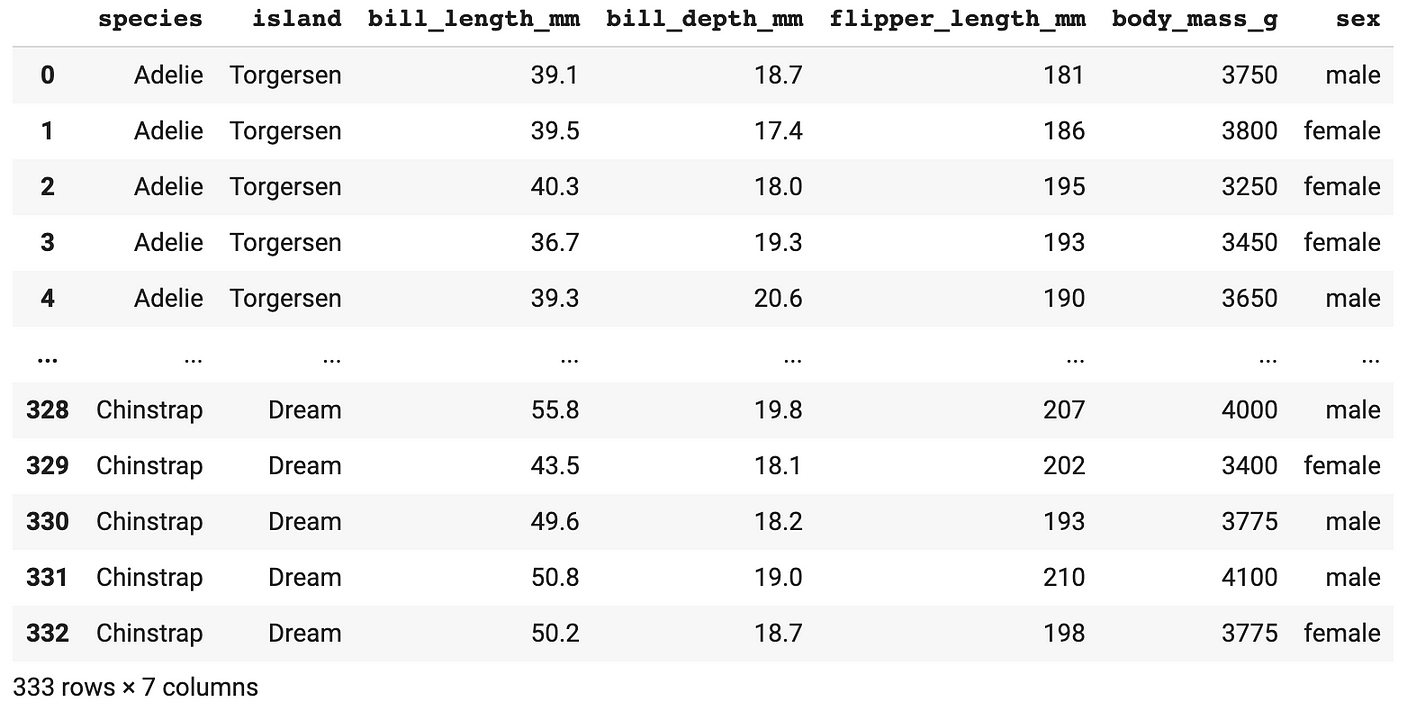 species island bill_length_mm bill_depth_mm flipper_length_mm body_mass_g sex
0 Adelie Torgersen 39.1 18.7 181 3750 male
1 Adelie Torgersen 39.5 17.4 186 3800 female
2 Adelie Torgersen 40.3 18.0 195 3250 female
3 Adelie Torgersen 36.7 19.3 193 3450 female
4 Adelie Torgersen 39.3 20.6 190 3650 male
... ... ... ... ... ... ... ...
328 Chinstrap Dream 55.8 19.8 207 4000 male
329 Chinstrap Dream 43.5 18.1 202 3400 female
330 Chinstrap Dream 49.6 18.2 193 3775 male
331 Chinstrap Dream 50.8 19.0 210 4100 male
332 Chinstrap Dream 50.2 18.7 198 3775 female
333 rows × 7 columns